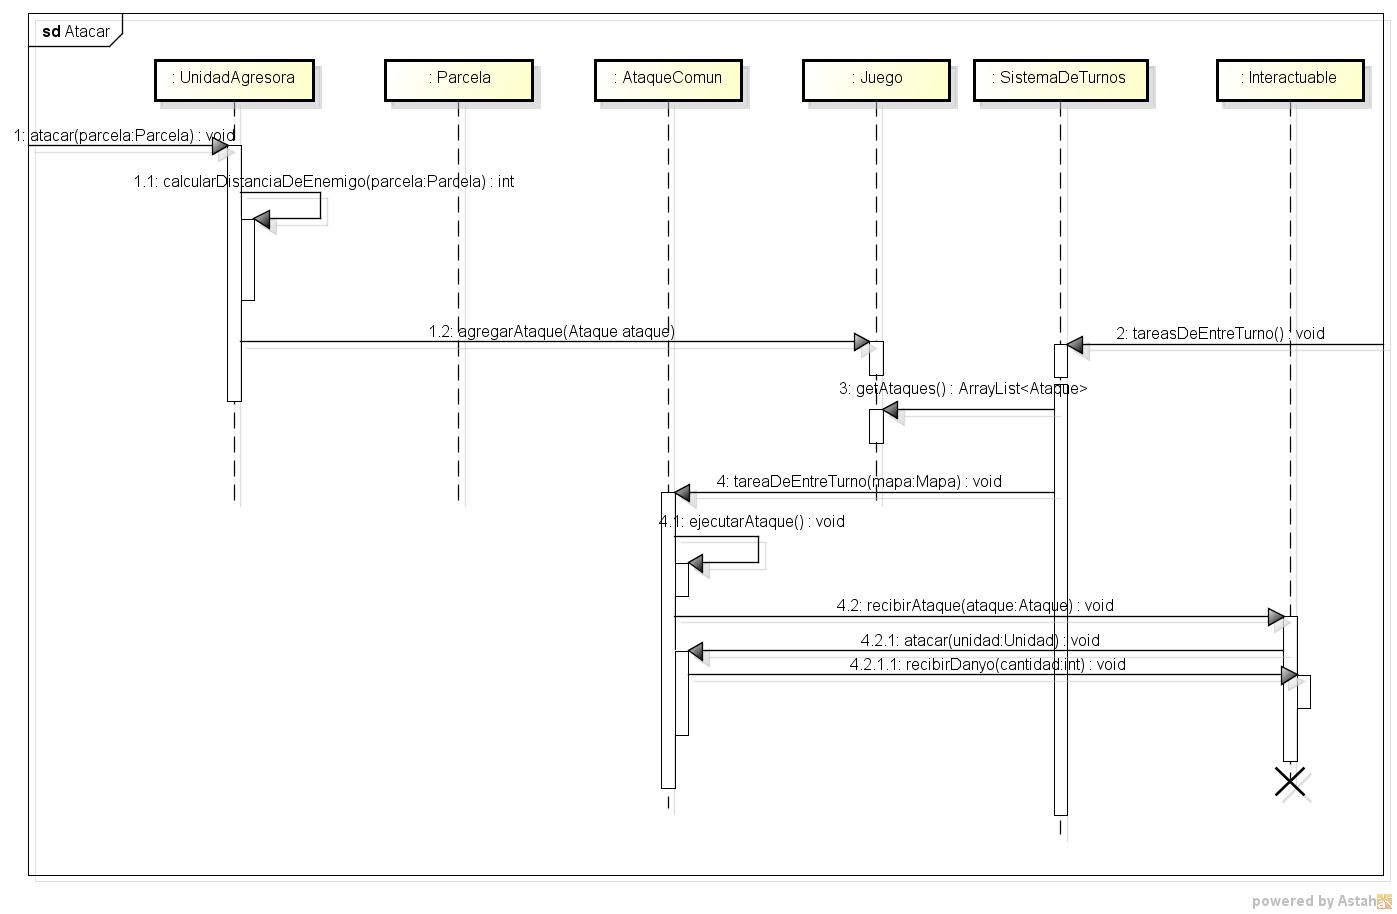 sd Atacar
: UnidadAgresora
: Parcela
: AtaqueComun
: Juego
: SistemaDeTurnos
: Interactuable
1: atacar(parcela:Parcela) : void
1.1: calcularDistanciaDeEnemigo(parcela:Parcela) : int
1.2: agregarAtaque(Ataque ataque)
2: tareasDeEntreTurno() : void
3: getAtaques() : ArrayList<Ataque>
4: tareaDeEntreTurno(mapa:Mapa) : void
4.1: ejecutarAtaque() : void
4.2: recibirAtaque(ataque:Ataque) : void
4.2.1: atacar(unidad:Unidad) : void
4.2.1.1: recibirDanyo(cantidad:int) : void
powered by Astah